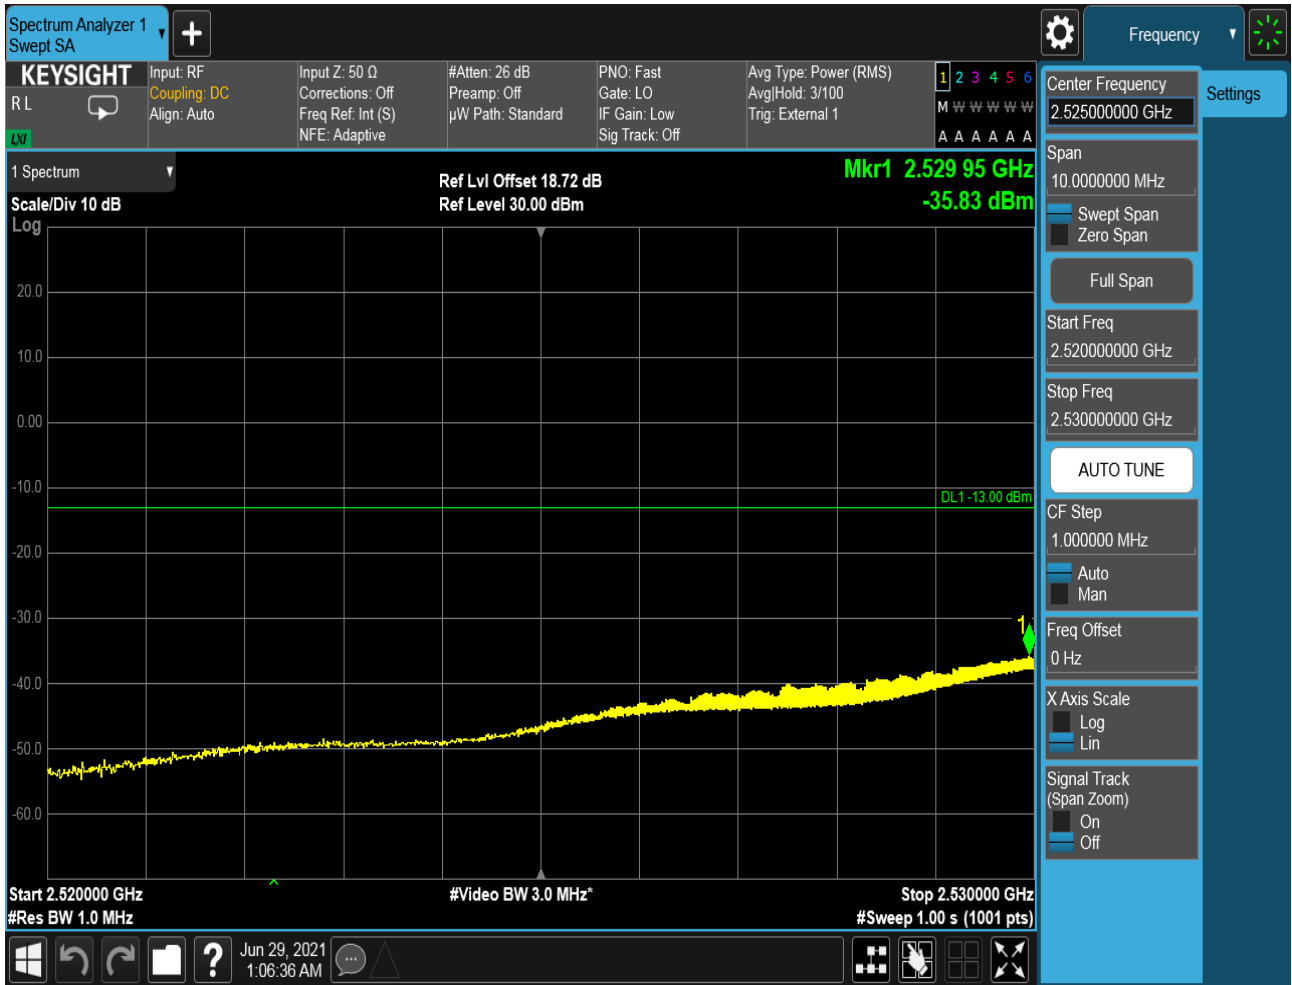 Spectrum Analyzer 1
Swept SA
Frequency
KEYSIGHT
R L
LXI
Input: RF
Coupling: DC
Align: Auto
Input Z: 50 Ω
Corrections: Off
Freq Ref: Int (S)
NFE: Adaptive
#Atten: 26 dB
Preamp: Off
µW Path: Standard
PNO: Fast
Gate: LO
IF Gain: Low
Sig Track: Off
Avg Type: Power (RMS)
Avg|Hold: 3/100
Trig: External 1
1 2 3 4 5 6
M W W W W W
A A A A A A
1 Spectrum
Scale/Div 10 dB
Log
Ref Lvl Offset 18.72 dB
Ref Level 30.00 dBm
Mkr1 2.529 95 GHz
-35.83 dBm
20.0
10.0
0.00
-10.0
DL1 -13.00 dBm
-20.0
-30.0
1
-40.0
-50.0
-60.0
Start 2.520000 GHz
#Res BW 1.0 MHz
#Video BW 3.0 MHz*
Stop 2.530000 GHz
#Sweep 1.00 s (1001 pts)
Center Frequency
2.525000000 GHz
Settings
Span
10.0000000 MHz
Swept Span
Zero Span
Full Span
Start Freq
2.520000000 GHz
Stop Freq
2.530000000 GHz
AUTO TUNE
CF Step
1.000000 MHz
Auto
Man
Freq Offset
0 Hz
X Axis Scale
Log
Lin
Signal Track
(Span Zoom)
On
Off
?
Jun 29, 2021
1:06:36 AM